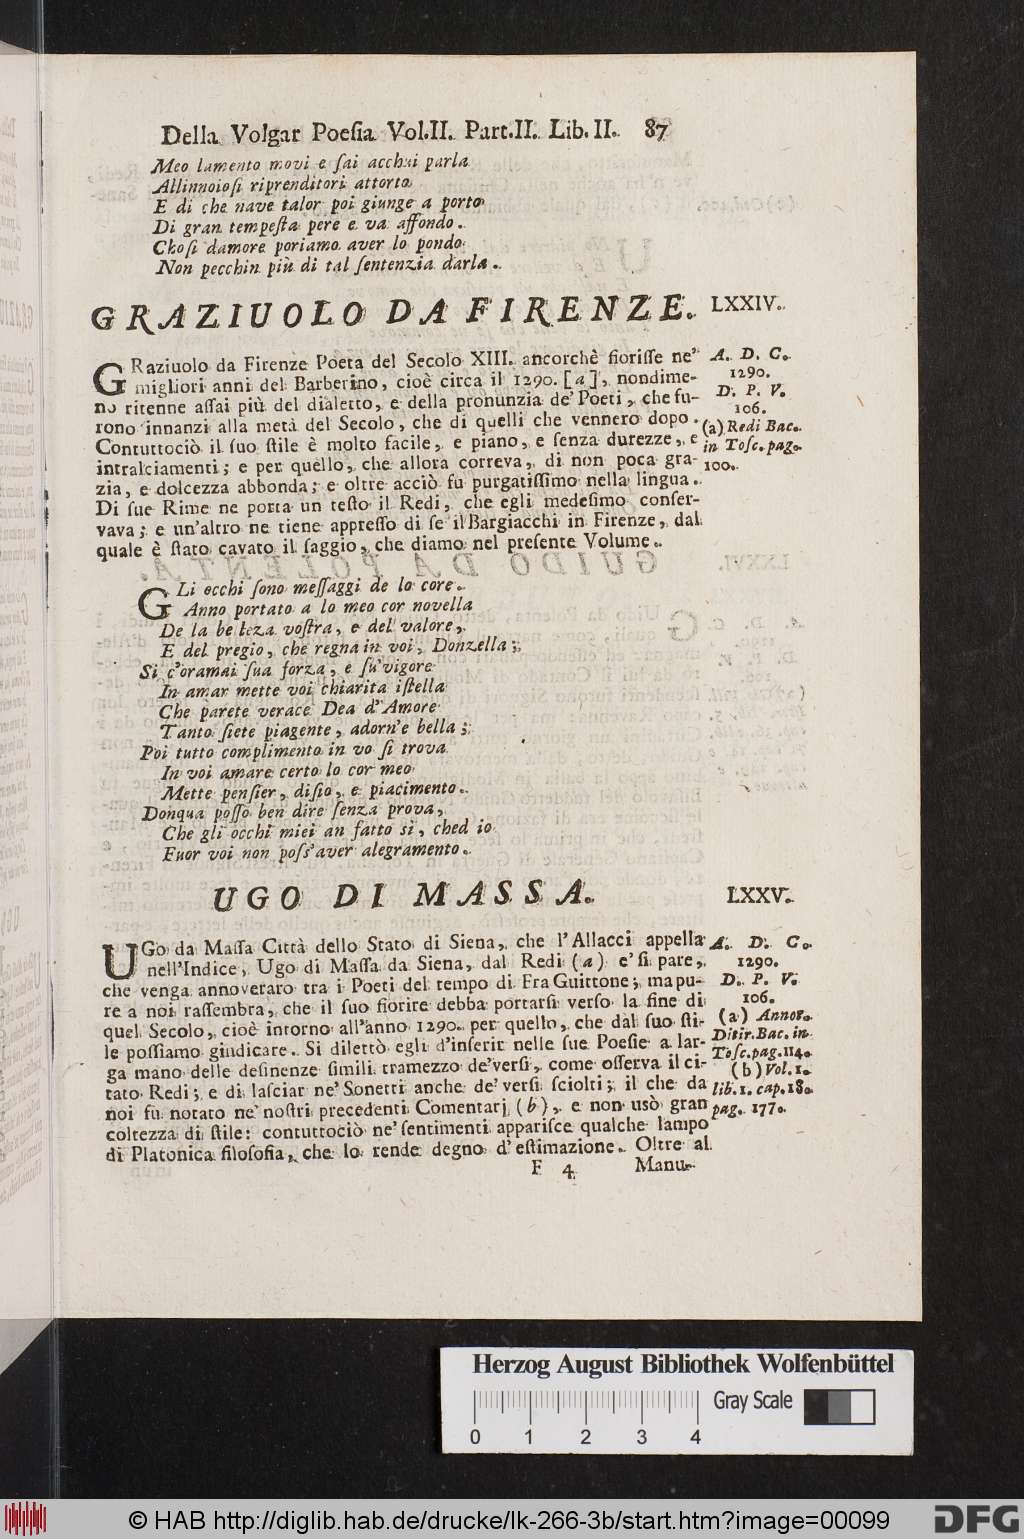 Della Volgar Poeſia Vol.II. Part.II. Lib.II. 87
Meo lamento movi e fai acchui parla
Allinnoioſi riprenditori attorto
E di che nave talor poi giunge a porto
Di gran tempeſta pere e va affondo.
Choſi damore poriamo aver lo pondo
Non pecchin più di tal ſentenzia darla.
GRAZIUOLO DA FIRENZE. LXXIV.
GRaziuolo da Firenze Poeta del Secolo XIII. ancorchè fioriſſe ne'
migliori anni del Barberino, cioè circa il 1290. [a], nondime-
no ritenne aſſai più del dialetto, e della pronunzia de' Poeti, che fu-
rono innanzi alla metà del Secolo, che di quelli che vennero dopo.
Contuttociò il ſuo ſtile è molto facile, e piano, e ſenza durezze, e
intralciamenti; e per quello, che allora correva, di non poca gra-
zia, e dolcezza abbonda; e oltre acciò fu purgatiſſimo nella lingua.
Di ſue Rime ne porta un teſto il Redi, che egli medeſimo conſer-
vava; e un'altro ne tiene appreſſo di ſe il Bargiacchi in Firenze, dal
quale è ſtato cavato il ſaggio, che diamo nel preſente Volume.
A. D. C.
1290.
D. P. V.
106.
(a) Redi Bac.
in Toſc. pag.
100.
GLi occhi ſono meſſaggi de lo core.
Anno portato a lo meo cor novella
De la belleza voſtra, e del valore,
E del pregio, che regna in voi, Donzella;
Si c'oramai ſua forza, e ſu' vigore
In amar mette voi chiarita iſtella
Che parete verace Dea d'Amore
Tanto ſiete piagente, adorn'e bella;
Poi tutto complimento in vo ſi trova
In voi amare certo lo cor meo
Mette penſier, diſio, e piacimento.
Donqua poſſo ben dire ſenza prova,
Che gli occhi miei an fatto si, ched io
Fuor voi non poſs'aver alegramento.
UGO DI MASSA. LXXV.
UGo da Maſſa Città dello Stato di Siena, che l'Allacci appella
nell'Indice, Ugo di Maſſa da Siena, dal Redi (a) e' si pare,
che venga annoveraro tra i Poeti del tempo di Fra Guittone; ma pu-
re a noi raſſembra, che il ſuo fiorire debba portarſi verſo la fine di
quel Secolo, cioè intorno all'anno 1290. per quello, che dal ſuo ſti-
le poſſiamo giudicare. Si dilettò egli d'inſerir nelle ſue Poeſie a lar-
ga mano delle deſinenze ſimili tramezzo de' verſi, come oſſerva il ci-
tato Redi; e di laſciar ne' Sonetti anche de' verſi ſciolti; il che da
noi fu notato ne' noſtri precedenti Comentarj (b), e non usò gran
coltezza di ſtile: contuttociò ne' ſentimenti appariſce qualche lampo
di Platonica filoſofia, che lo rende degno d'eſtimazione. Oltre al
F 4 Manu-
A. D. C.
1290.
D. P. V.
106.
(a) Annot.
Ditir. Bac. in
Toſc. pag. 114.
(b) Vol. 1.
lib. 1. cap. 18.
pag. 177.
Herzog August Bibliothek Wolfenbüttel
Gray Scale
0 1 2 3 4
© HAB http://diglib.hab.de/drucke/lk-266-3b/start.htm?image=00099
DFG